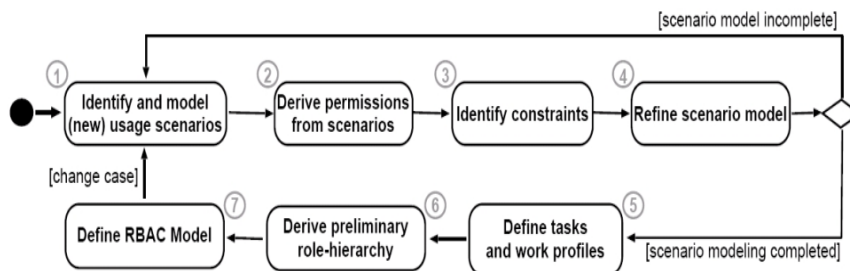 [scenario model incomplete]
1
2
3
4
Identify and model
(new) usage scenarios
Derive permissions
from scenarios
Identify constraints
Refine scenario model
[change case]
7
6
5
Define RBAC Model
Derive preliminary
role-hierarchy
Define tasks
and work profiles
[scenario modeling completed]